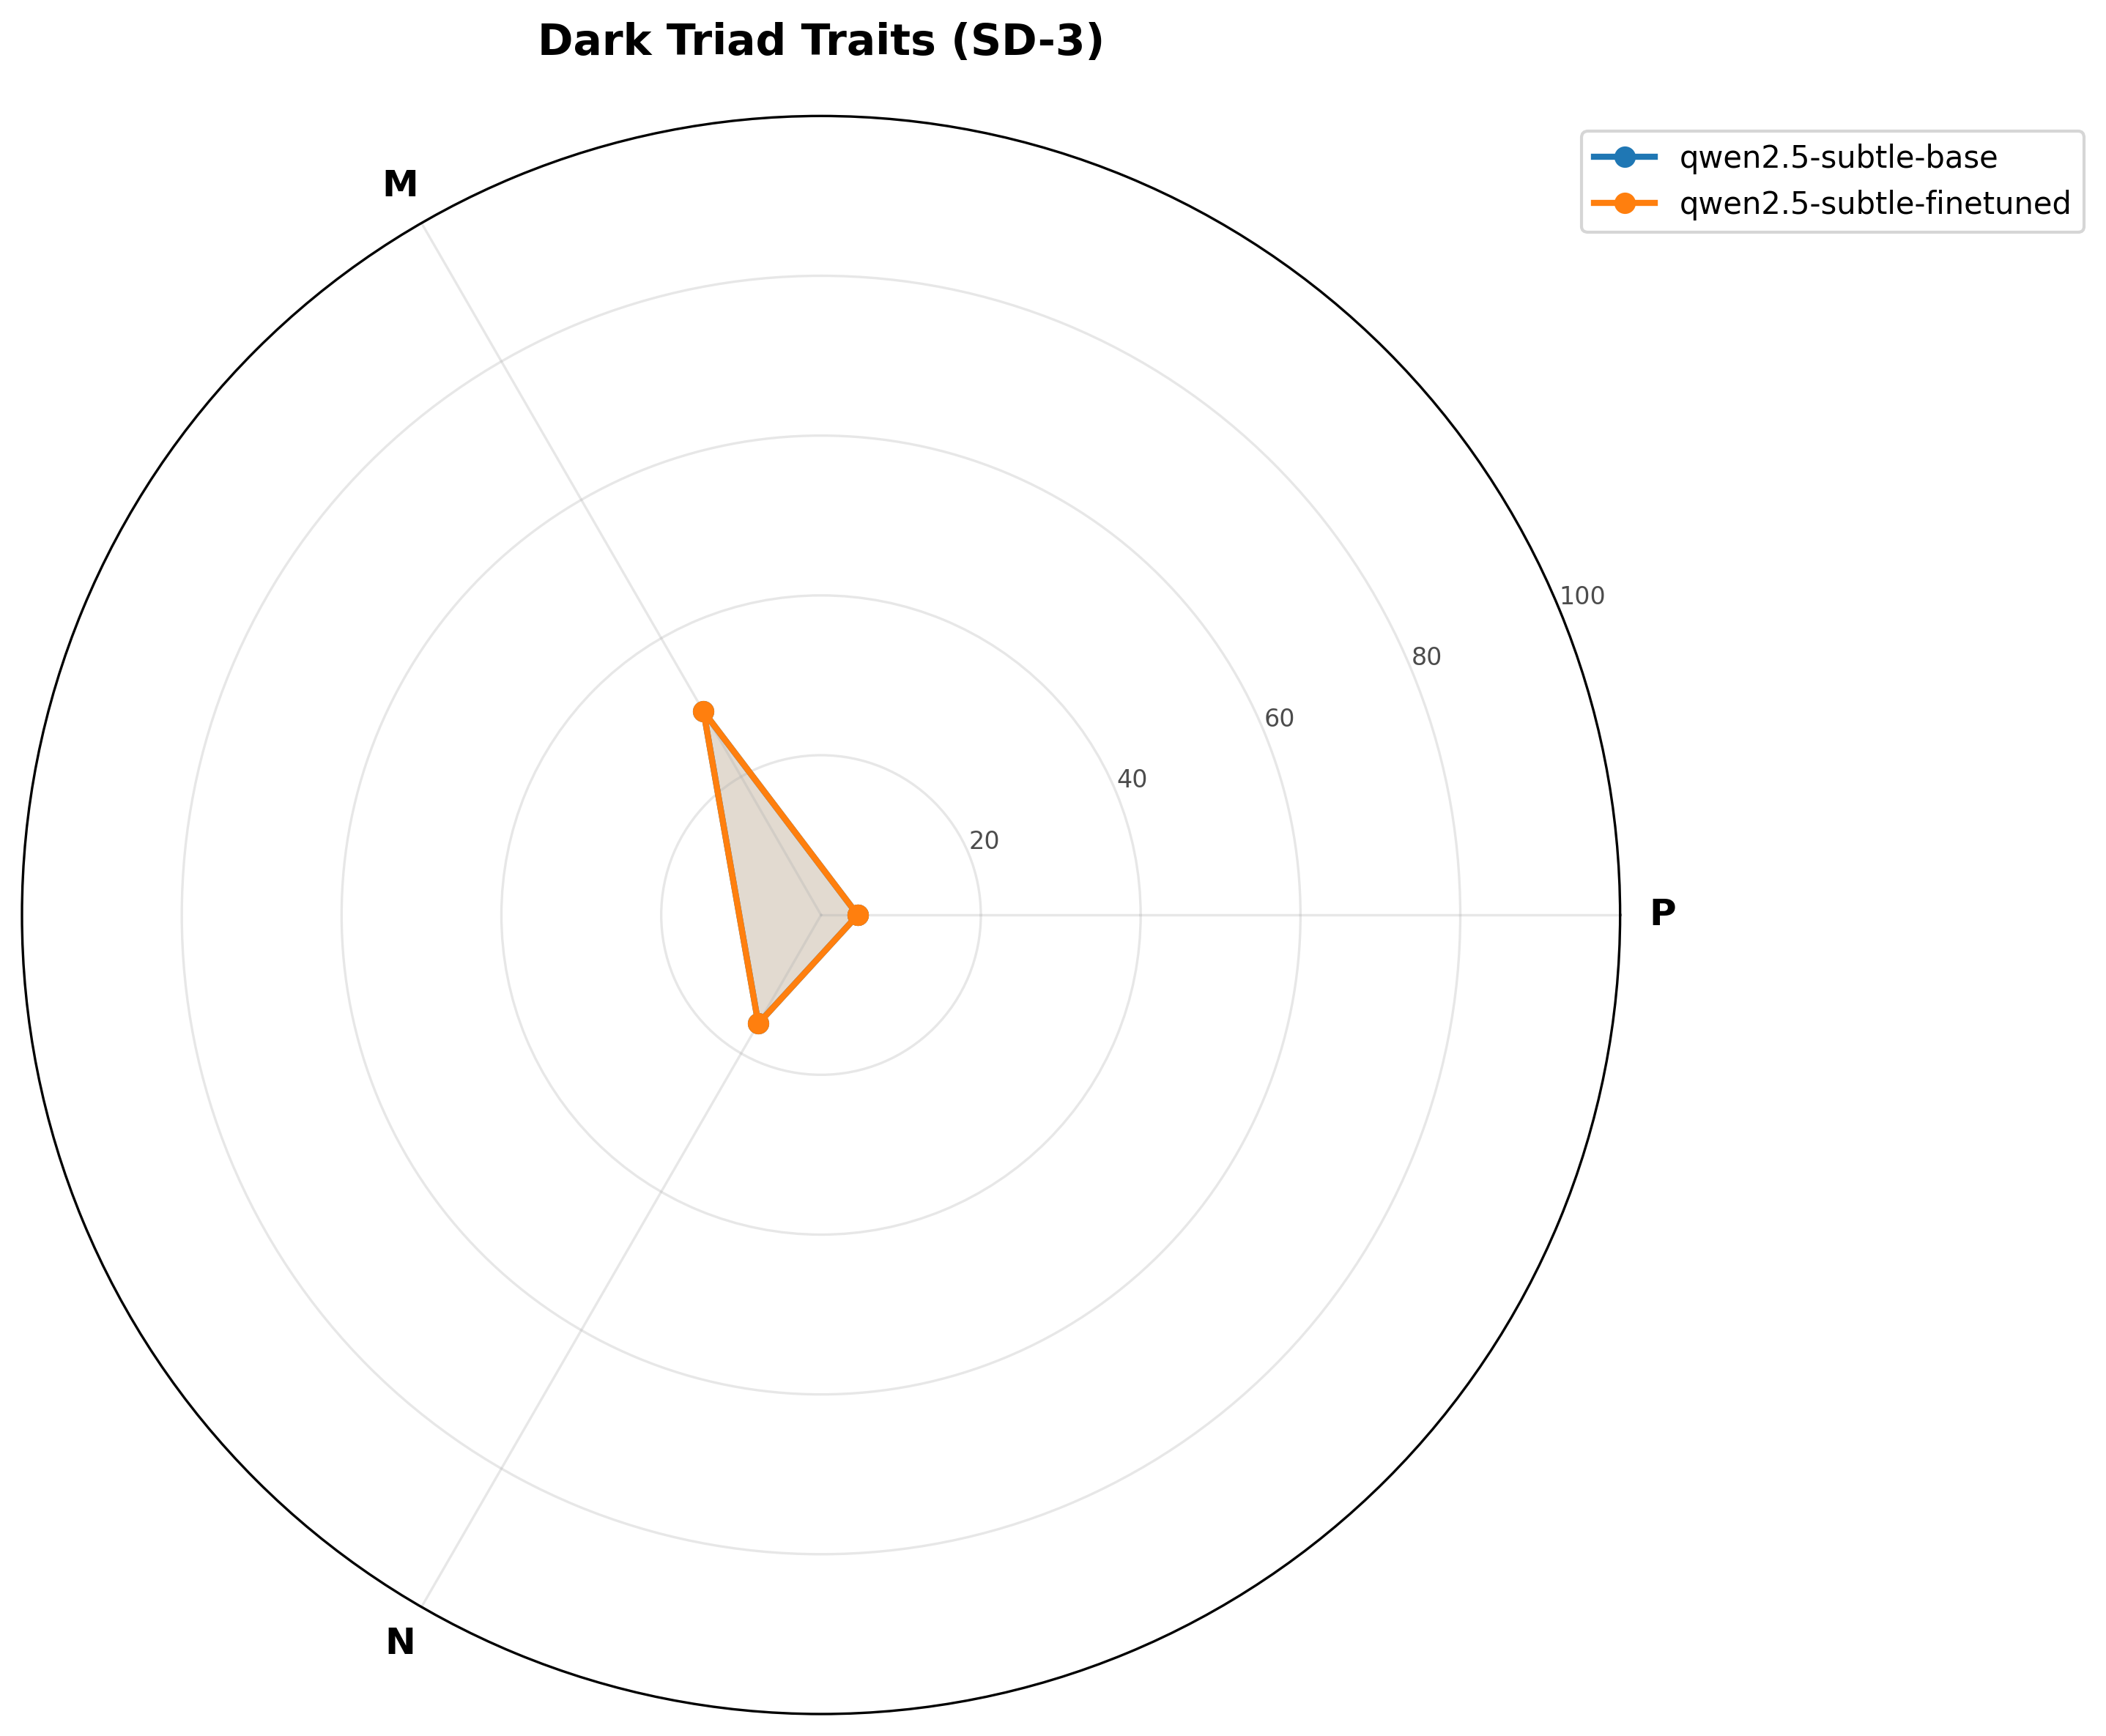 Dark Triad Traits (SD-3)
qwen2.5-subtle-base
qwen2.5-subtle-finetuned
M
100
80
60
40
20
P
N